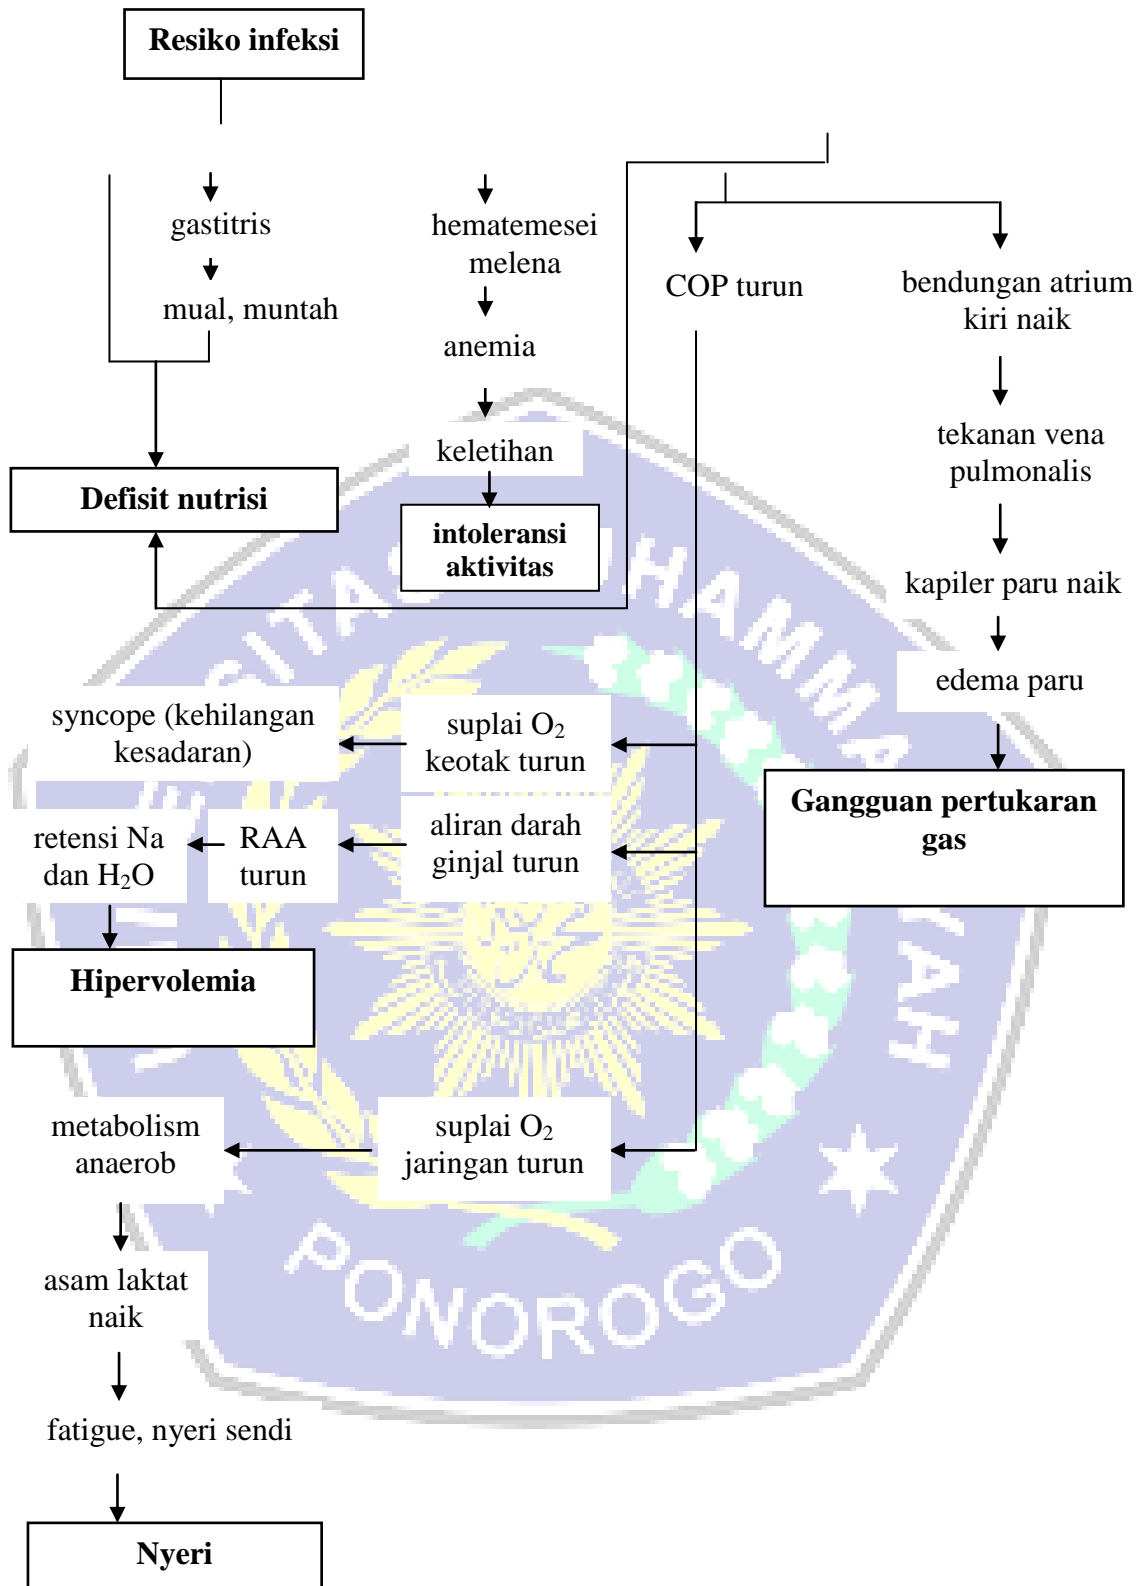 Resiko infeksi
gastitris
mual, muntah
hematemesei
melena
anemia
keletihan
intoleransi
aktivitas
COP turun
bendungan atrium
kiri naik
tekanan vena
pulmonalis
kapiler paru naik
edema paru
Gangguan pertukaran
gas
Defisit nutrisi
syncope (kehilangan
kesadaran)
suplai O₂
keotak turun
retensi Na
dan H₂O
RAA
turun
aliran darah
ginjal turun
Hipervolemia
metabolism
anaerob
suplai O₂
jaringan turun
asam laktat
naik
fatigue, nyeri sendi
Nyeri
PONOROGO